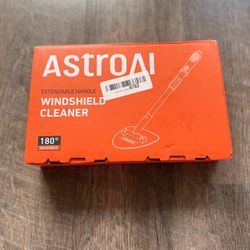 ASTROAI
EXTENDABLE HANDLE
WINDSHIELD
CLEANER
180°